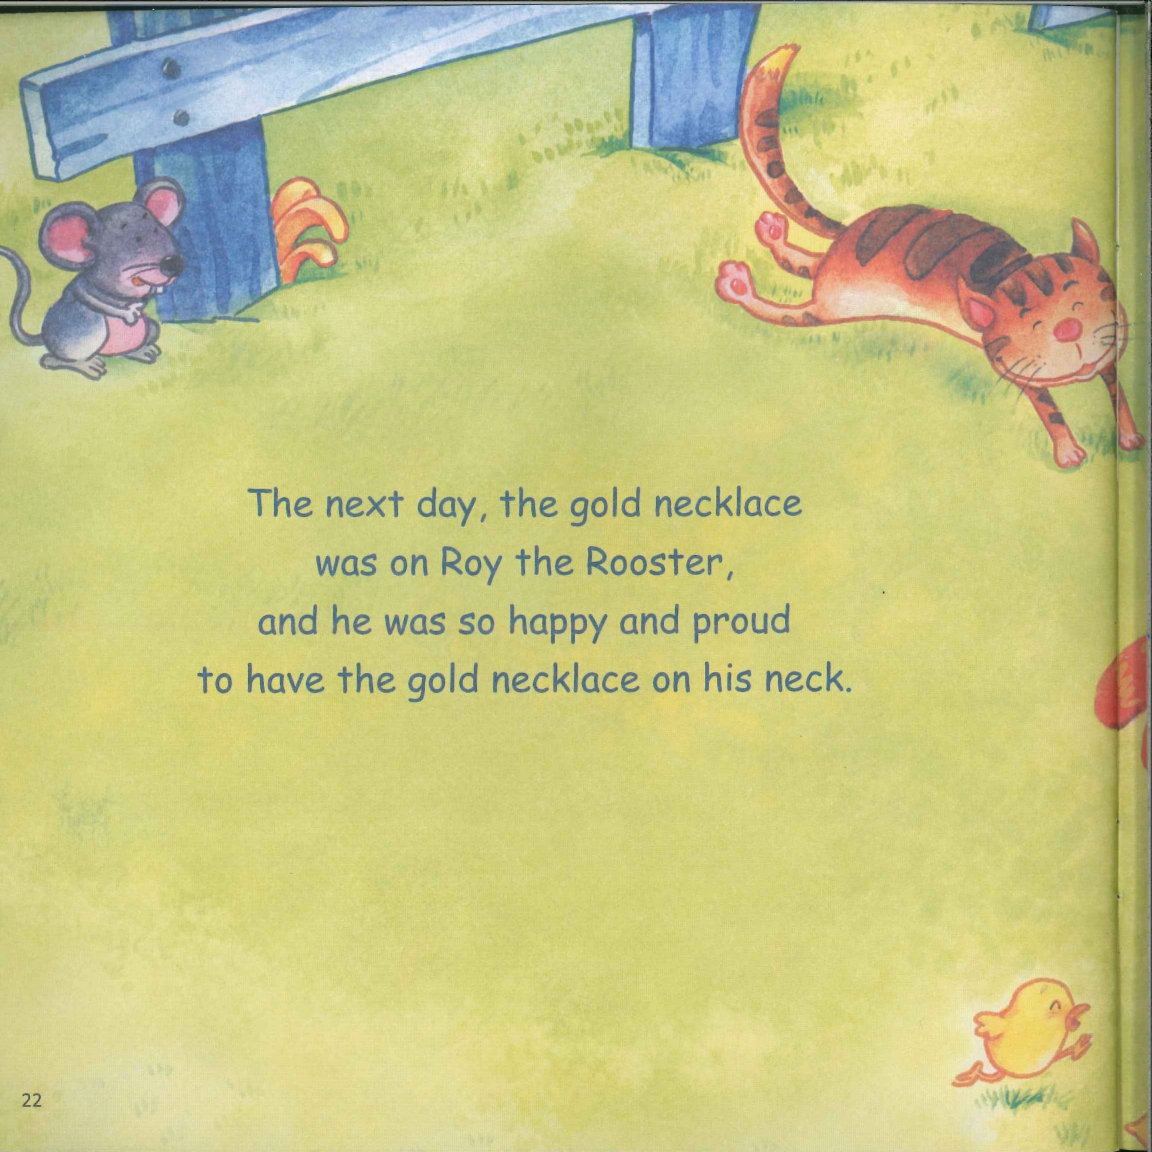 The next day, the gold necklace
was on Roy the Rooster,
and he was so happy and proud
to have the gold necklace on his neck.
22